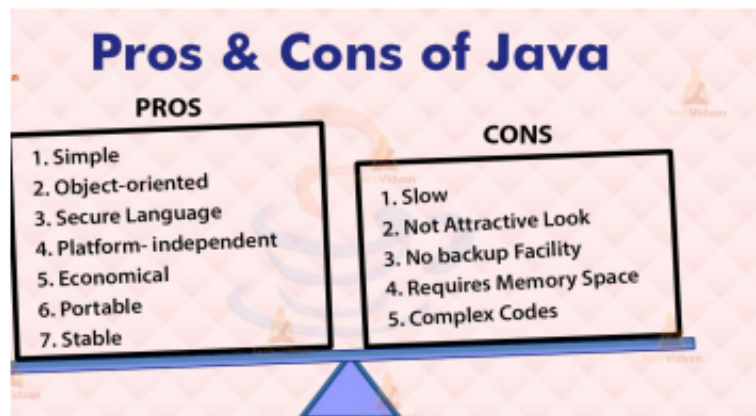 Pros & Cons of Java
PROS
1. Simple
2. Object-oriented
3. Secure Language
4. Platform- independent
5. Economical
6. Portable
7. Stable
CONS
1. Slow
2. Not Attractive Look
3. No backup Facility
4. Requires Memory Space
5. Complex Codes
TechVidvan
TechVidvan